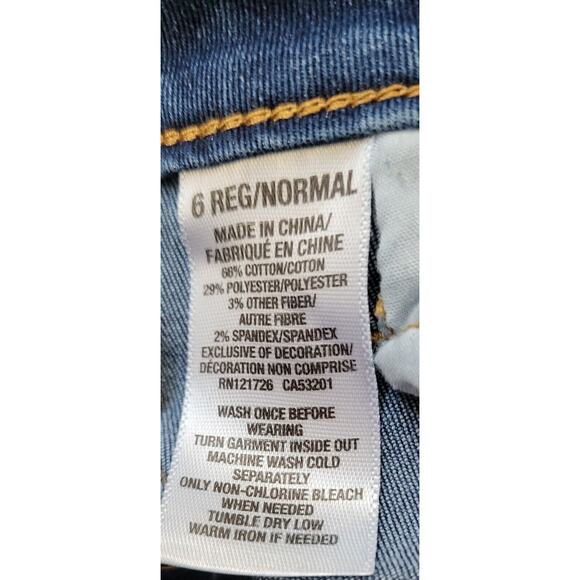 6 REG/NORMAL
MADE IN CHINA/
FABRIQUÉ EN CHINE
66% COTTON/COTON
29% POLYESTER/POLYESTER
3% OTHER FIBER/
AUTRE FIBRE
2% SPANDEX/SPANDEX
EXCLUSIVE OF DECORATION/
DÉCORATION NON COMPRISE
RN121726 CA53201
WASH ONCE BEFORE
WEARING
TURN GARMENT INSIDE OUT
MACHINE WASH COLD
SEPARATELY
ONLY NON-CHLORINE BLEACH
WHEN NEEDED
TUMBLE DRY LOW
WARM IRON IF NEEDED